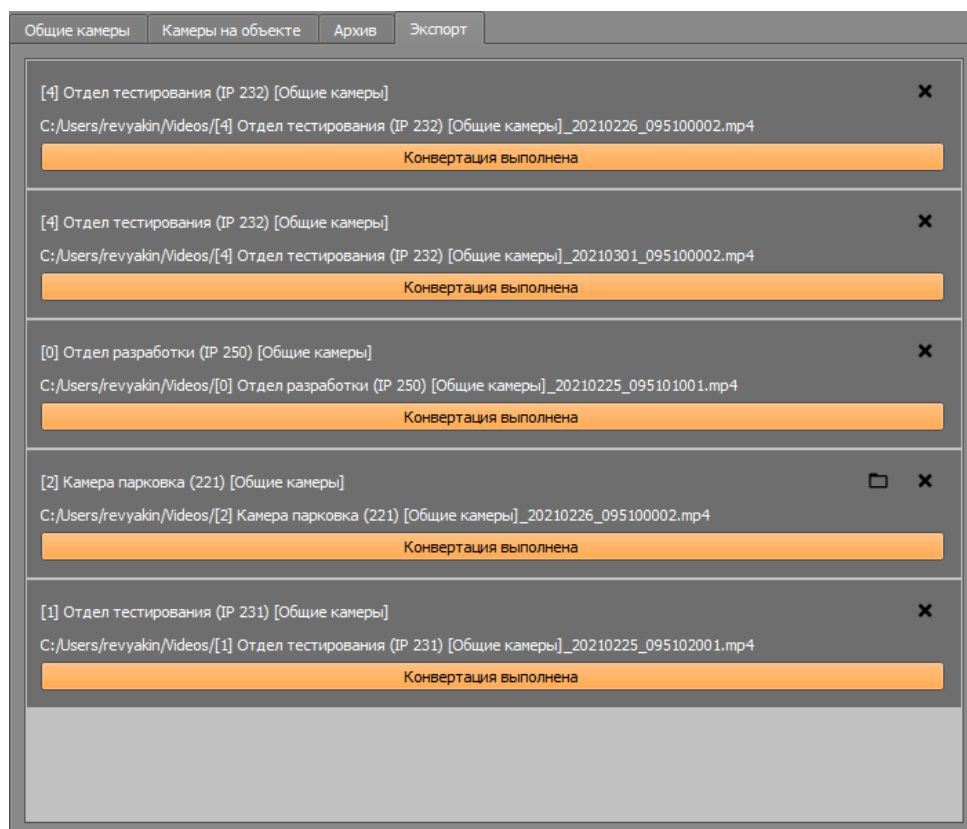 Общие камеры Камеры на объекте Архив Экспорт
[4] Отдел тестирования (IP 232) [Общие камеры]
C:/Users/revyakin/Videos/[4] Отдел тестирования (IP 232) [Общие камеры]_20210226_095100002.mp4
Конвертация выполнена
[4] Отдел тестирования (IP 232) [Общие камеры]
C:/Users/revyakin/Videos/[4] Отдел тестирования (IP 232) [Общие камеры]_20210301_095100002.mp4
Конвертация выполнена
[0] Отдел разработки (IP 250) [Общие камеры]
C:/Users/revyakin/Videos/[0] Отдел разработки (IP 250) [Общие камеры]_20210225_095101001.mp4
Конвертация выполнена
[2] Камера парковка (221) [Общие камеры]
C:/Users/revyakin/Videos/[2] Камера парковка (221) [Общие камеры]_20210226_095100002.mp4
Конвертация выполнена
[1] Отдел тестирования (IP 231) [Общие камеры]
C:/Users/revyakin/Videos/[1] Отдел тестирования (IP 231) [Общие камеры]_20210225_095102001.mp4
Конвертация выполнена